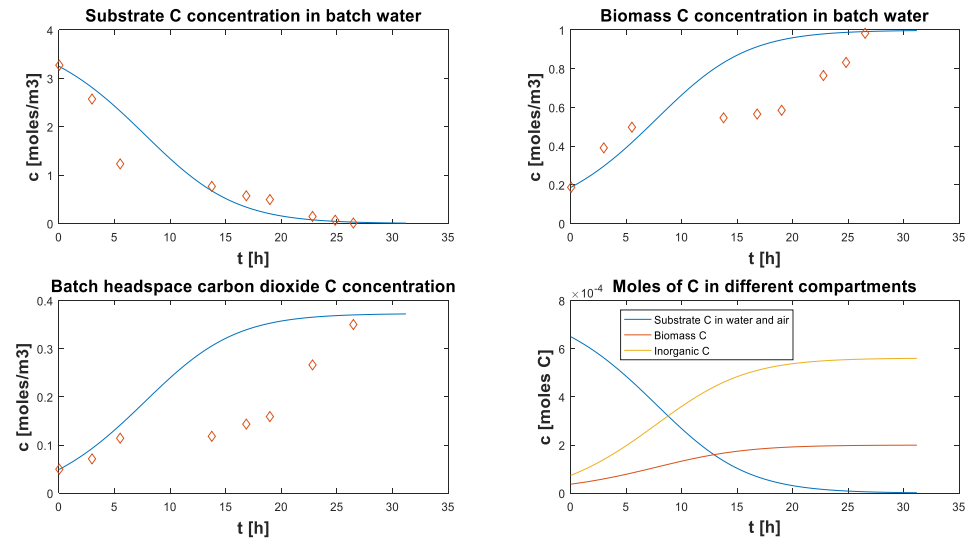 Substrate C concentration in batch water
c [moles/m3]
4
3
2
1
0
0 5 10 15 20 25 30 35
t [h]
Biomass C concentration in batch water
c [moles/m3]
1
0.8
0.6
0.4
0.2
0
0 5 10 15 20 25 30 35
t [h]
Batch headspace carbon dioxide C concentration
c [moles/m3]
0.4
0.3
0.2
0.1
0
0 5 10 15 20 25 30 35
t [h]
Moles of C in different compartments
×10-4
c [moles C]
8
6
4
2
0
Substrate C in water and air
Biomass C
Inorganic C
0 5 10 15 20 25 30 35
t [h]